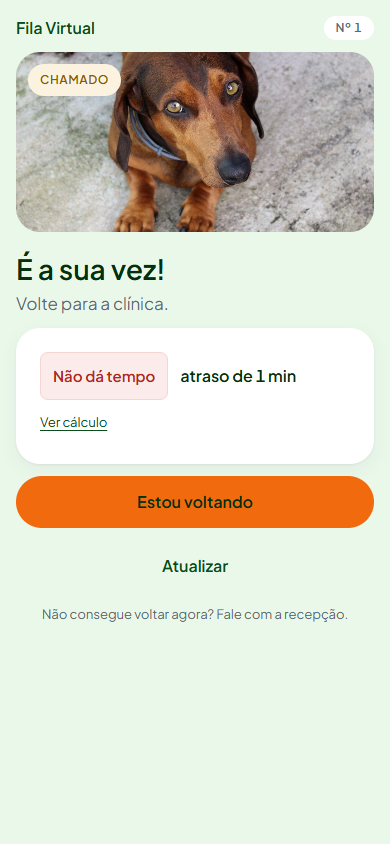 Fila Virtual
Nº 1
CHAMADO
É a sua vez!
Volte para a clínica.
Não dá tempo
atraso de 1 min
Ver cálculo
Estou voltando
Atualizar
Não consegue voltar agora? Fale com a recepção.